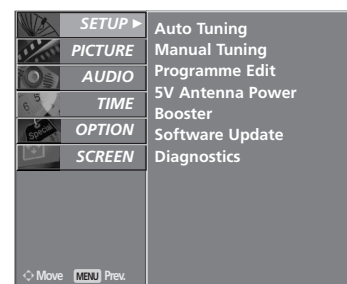 SETUP ►
PICTURE
AUDIO
TIME
OPTION
Special
SCREEN
Auto Tuning
Manual Tuning
Programme Edit
5V Antenna Power
Booster
Software Update
Diagnostics
Move MENU Prev.